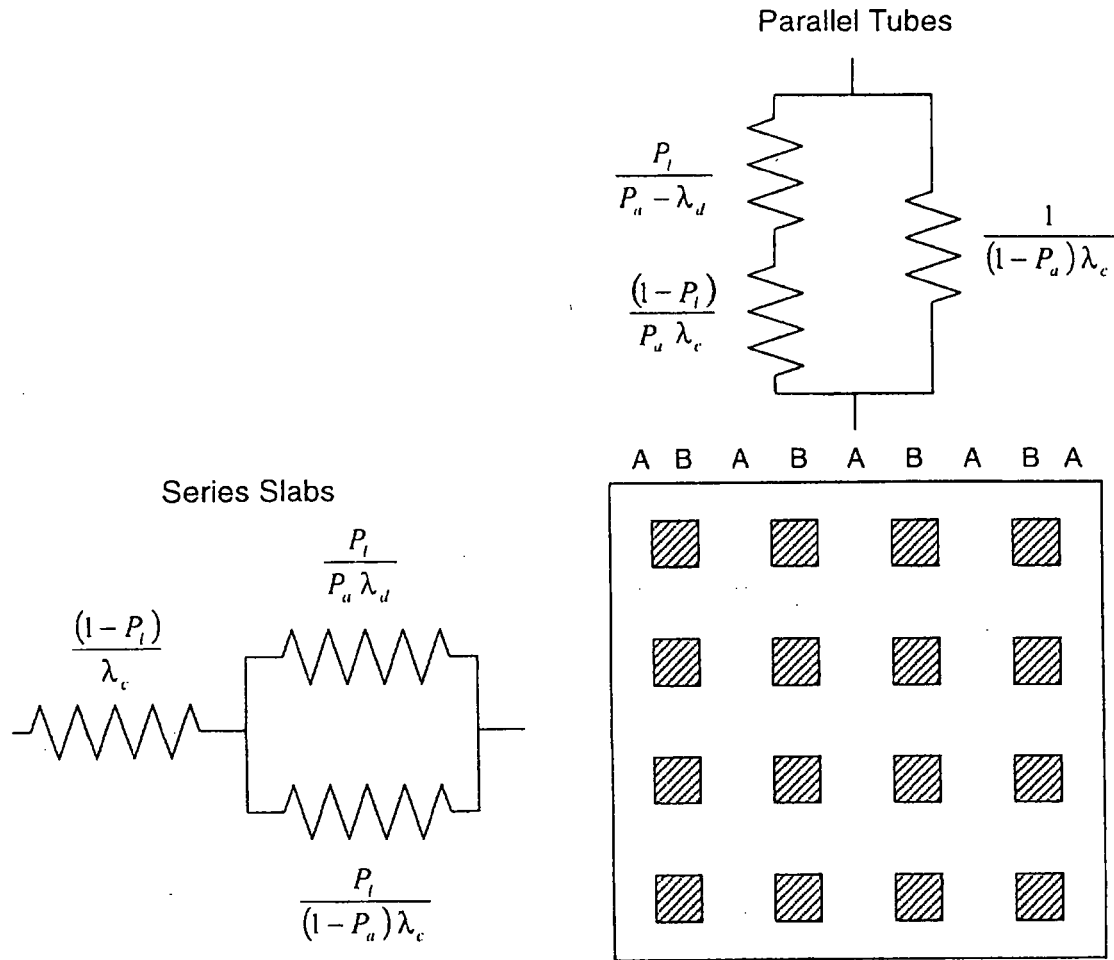 Parallel Tubes
P_l / (P_a − λ_d)
(1 − P_l) / (P_a λ_c)
1 / ((1 − P_a) λ_c)
A B A B A B A B A
Series Slabs
P_l / (P_a λ_d)
(1 − P_l) / λ_c
P_l / ((1 − P_a) λ_c)